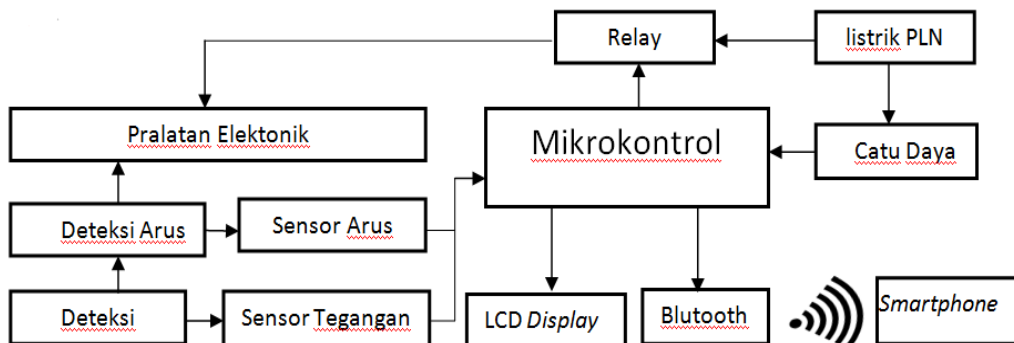 Relay
listrik PLN
Pralatan Elektonik
Mikrokontrol
Catu Daya
Deteksi Arus
Sensor Arus
Deteksi
Sensor Tegangan
LCD Display
Blutooth
Smartphone